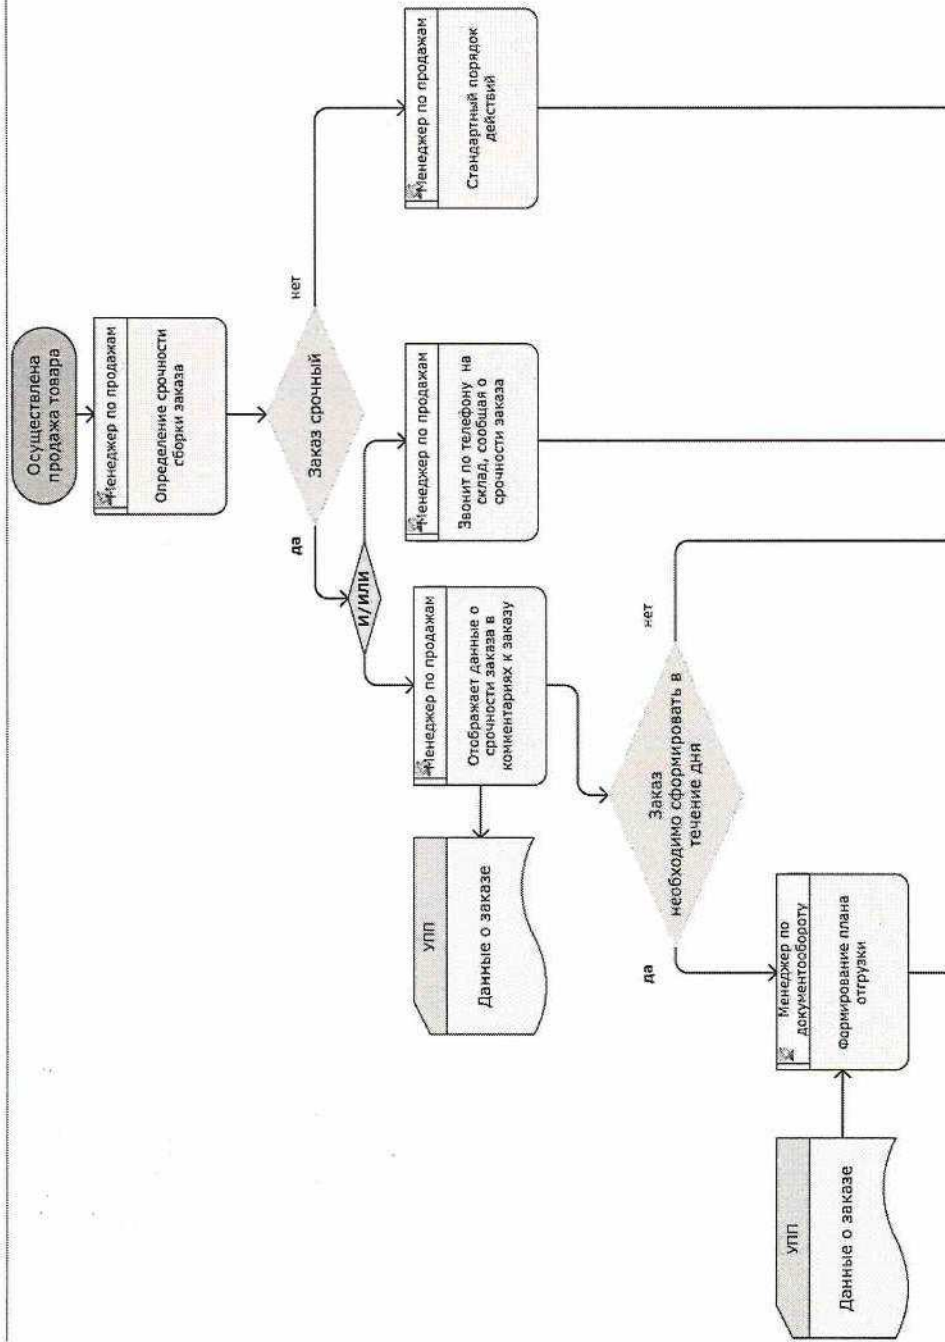 Осуществлена
продажа товара
Менеджер по продажам
Определение срочности
сборки заказа
Заказ срочный
да
нет
И/ИЛИ
Менеджер по продажам
Отображает данные о
срочности заказа в
комментариях к заказу
Менеджер по продажам
Звонит по телефону на
склад, сообщая о
срочности заказа
Менеджер по продажам
Стандартный порядок
действий
УПП
Данные о заказе
Заказ
необходимо сформировать в
течение дня
да
нет
Менеджер по
документообороту
Формирование плана
отгрузки
УПП
Данные о заказе